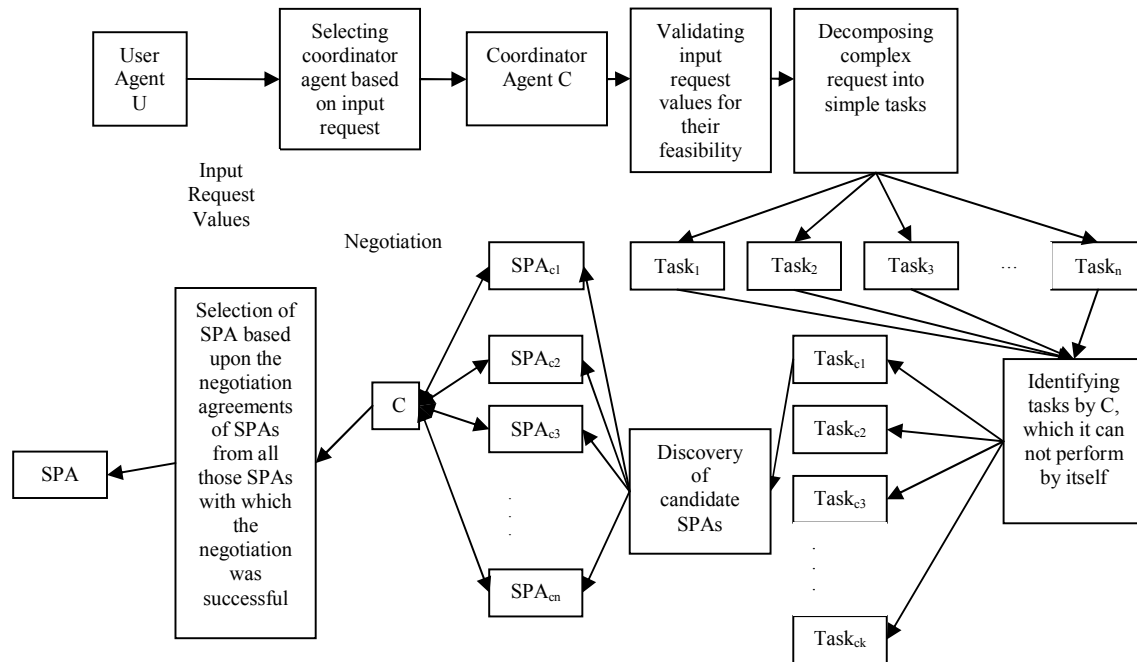 User
Agent
U
Selecting
coordinator
agent based
on input
request
Coordinator
Agent C
Validating
input
request
values for
their
feasibility
Decomposing
complex
request into
simple tasks
Input
Request
Values
Negotiation
Task1
Task2
Task3
...
Taskn
SPAc1
SPAc2
SPAc3
.
.
.
SPAcn
C
Selection of
SPA based
upon the
negotiation
agreements
of SPAs
from all
those SPAs
with which
the
negotiation
was
successful
SPA
Discovery
of
candidate
SPAs
Taskc1
Taskc2
Taskc3
.
.
.
Taskck
Identifying
tasks by C,
which it can
not perform
by itself